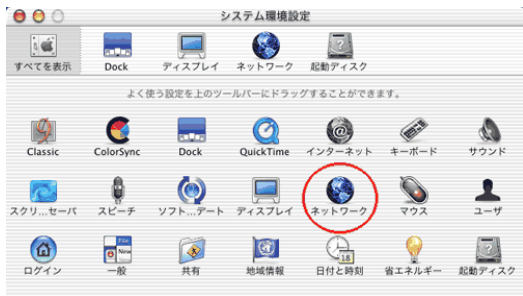 システム環境設定
すべてを表示 Dock ディスプレイ ネットワーク 起動ディスク
よく使う設定を上のツールバーにドラッグすることができます。
Classic ColorSync Dock QuickTime インターネット キーボード サウンド
スクリ...セーバ スピーチ ソフト...デート ディスプレイ ネットワーク マウス ユーザ
File
New
18
ログイン 一般 共有 地域情報 日付と時刻 省エネルギー 起動ディスク